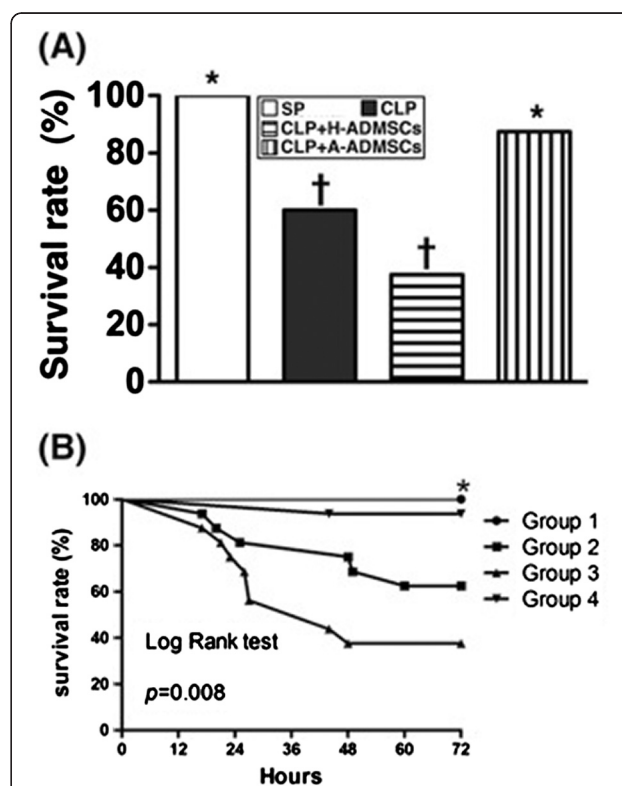 (A)
*
*
†
†
SP CLP
CLP+H-ADMSCs
CLP+A-ADMSCs
Survival rate (%)
100
80
60
40
20
0
(B)
*
100
80
60
40
20
0
survival rate (%)
Group 1
Group 2
Group 3
Group 4
Log Rank test
p=0.008
0 12 24 36 48 60 72
Hours